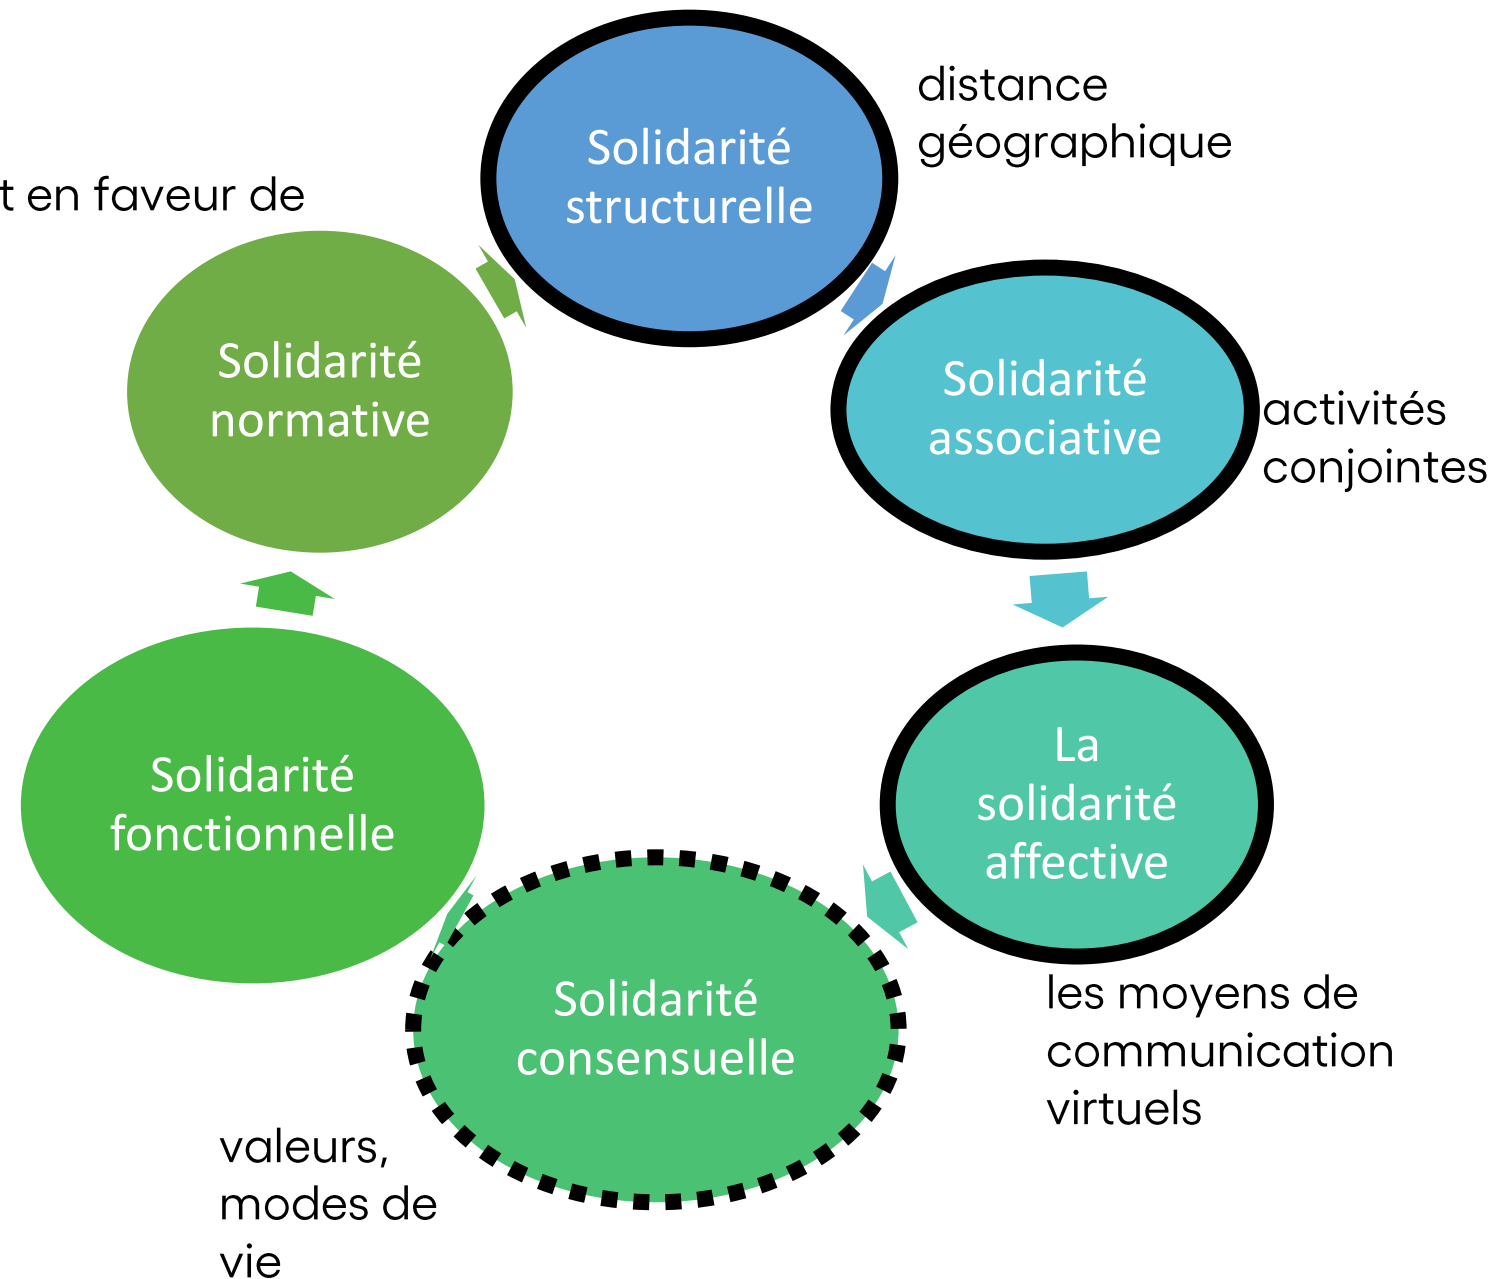 Solidarité
structurelle
distance
géographique
t en faveur de
Solidarité
normative
Solidarité
associative
activités
conjointes
La
solidarité
affective
les moyens de
communication
virtuels
Solidarité
consensuelle
valeurs,
modes de
vie
Solidarité
fonctionnelle